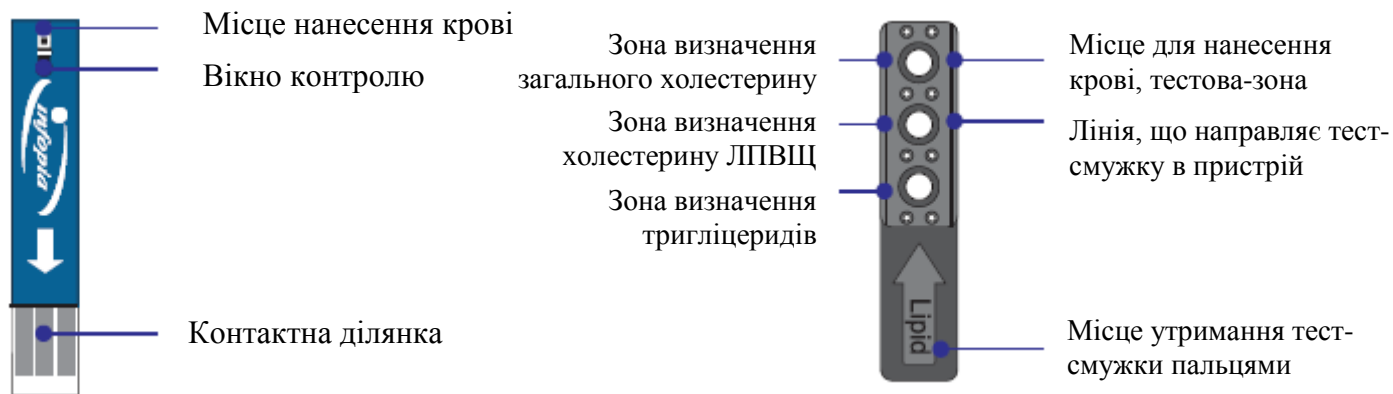 Місце нанесення крові
Вікно контролю
infopia
Контактна ділянка
Зона визначення
загального холестерину
Зона визначення
холестерину ЛПВЩ
Зона визначення
тригліцеридів
Lipid
Місце для нанесення
крові, тестова-зона
Лінія, що направляє тест-
смужку в пристрій
Місце утримання тест-
смужки пальцями